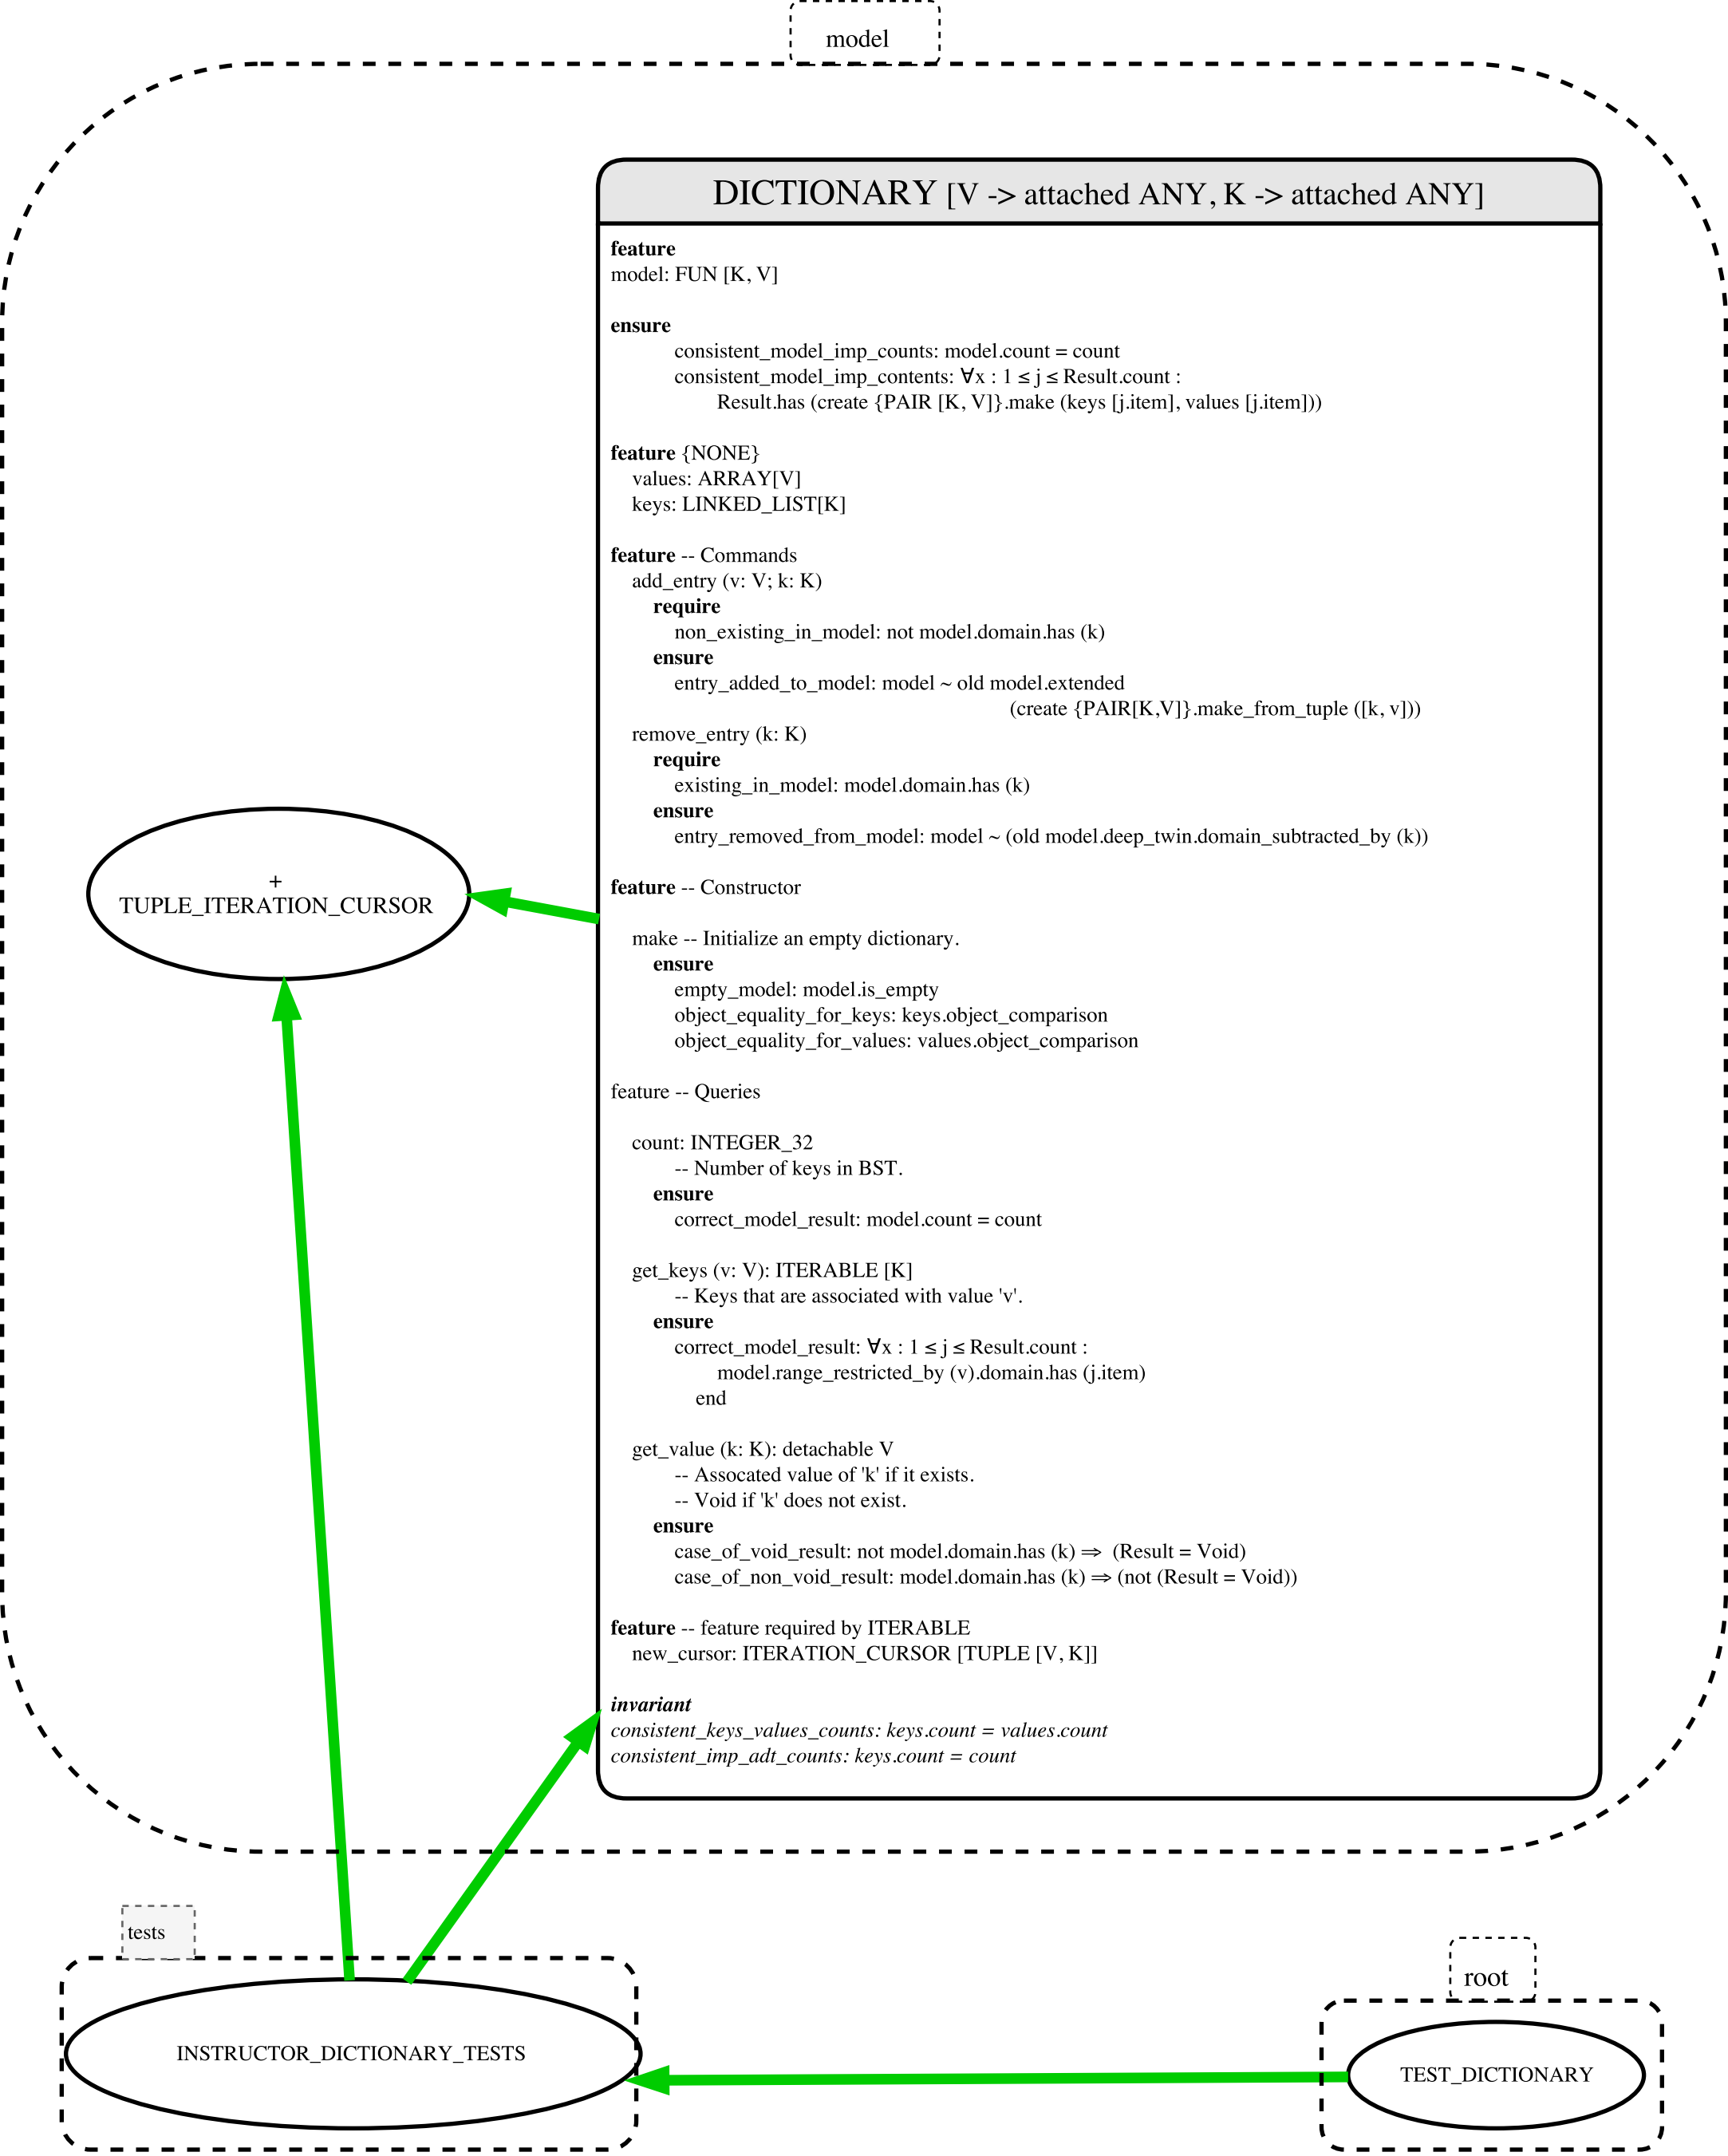 model
DICTIONARY [V -> attached ANY, K -> attached ANY]
feature
model: FUN [K, V]
ensure
consistent_model_imp_counts: model.count = count
consistent_model_imp_contents: ∀x : 1 ≤ j ≤ Result.count :
Result.has (create {PAIR [K, V]}.make (keys [j.item], values [j.item]))
feature {NONE}
values: ARRAY[V]
keys: LINKED_LIST[K]
feature -- Commands
add_entry (v: V; k: K)
require
non_existing_in_model: not model.domain.has (k)
ensure
entry_added_to_model: model ~ old model.extended
(create {PAIR[K,V]}.make_from_tuple ([k, v]))
remove_entry (k: K)
require
existing_in_model: model.domain.has (k)
ensure
entry_removed_from_model: model ~ (old model.deep_twin.domain_subtracted_by (k))
feature -- Constructor
make -- Initialize an empty dictionary.
ensure
empty_model: model.is_empty
object_equality_for_keys: keys.object_comparison
object_equality_for_values: values.object_comparison
feature -- Queries
count: INTEGER_32
-- Number of keys in BST.
ensure
correct_model_result: model.count = count
get_keys (v: V): ITERABLE [K]
-- Keys that are associated with value 'v'.
ensure
correct_model_result: ∀x : 1 ≤ j ≤ Result.count :
model.range_restricted_by (v).domain.has (j.item)
end
get_value (k: K): detachable V
-- Assocated value of 'k' if it exists.
-- Void if 'k' does not exist.
ensure
case_of_void_result: not model.domain.has (k) ⇒ (Result = Void)
case_of_non_void_result: model.domain.has (k) ⇒ (not (Result = Void))
feature -- feature required by ITERABLE
new_cursor: ITERATION_CURSOR [TUPLE [V, K]]
invariant
consistent_keys_values_counts: keys.count = values.count
consistent_imp_adt_counts: keys.count = count
+
TUPLE_ITERATION_CURSOR
tests
INSTRUCTOR_DICTIONARY_TESTS
root
TEST_DICTIONARY